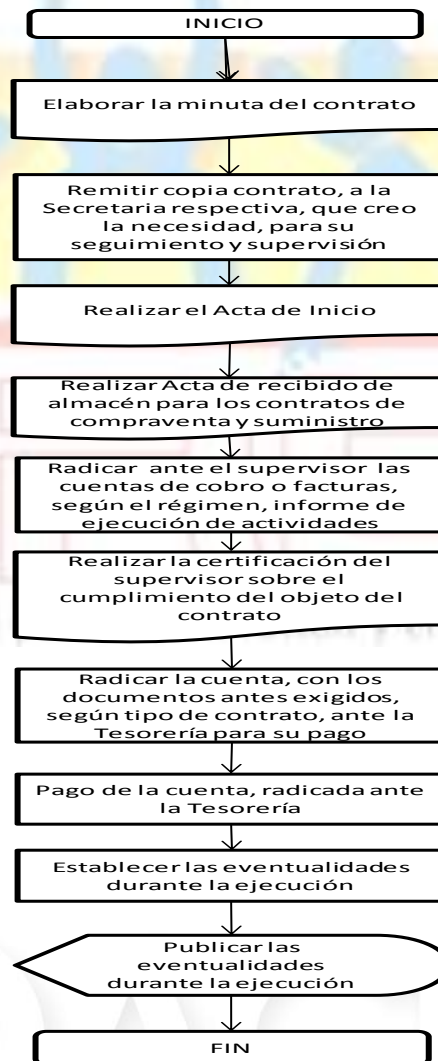 INICIO
Elaborar la minuta del contrato
Remitir copia contrato, a la
Secretaria respectiva, que creo
la necesidad, para su
seguimiento y supervisión
Realizar el Acta de Inicio
Realizar Acta de recibido de
almacén para los contratos de
compraventa y suministro
Radicar ante el supervisor las
cuentas de cobro o facturas,
según el régimen, informe de
ejecución de actividades
Realizar la certificación del
supervisor sobre el
cumplimiento del objeto del
contrato
Radicar la cuenta, con los
documentos antes exigidos,
según tipo de contrato, ante la
Tesorería para su pago
Pago de la cuenta, radicada ante
la Tesorería
Establecer las eventualidades
durante la ejecución
Publicar las
eventualidades
durante la ejecución
FIN